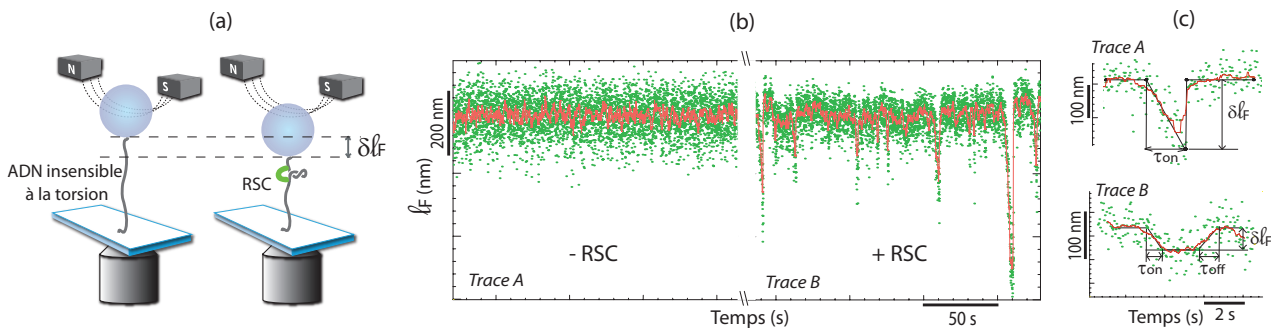 (a)
N
S
N
S
δℓF
ADN insensible
à la torsion
RSC
(b)
200 nm
ℓF (nm)
- RSC
+ RSC
Trace A
Trace B
Temps (s)
50 s
(c)
Trace A
100 nm
δℓF
τon
Trace B
100 nm
δℓF
τon
τoff
Temps (s)
2 s